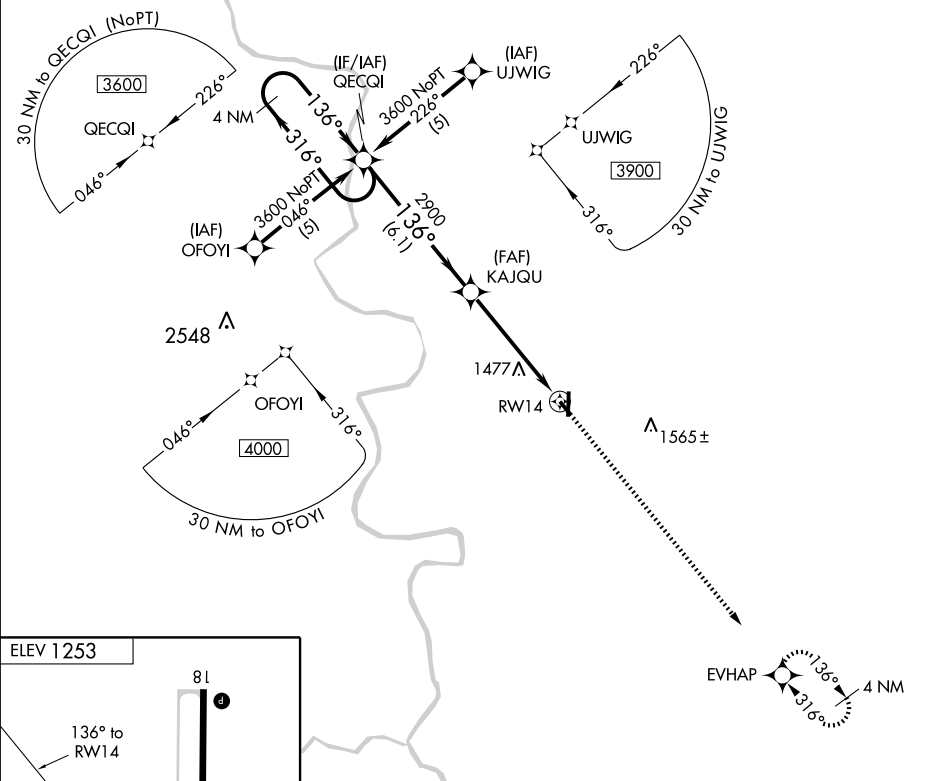 30 NM to QECQI (NoPT)
3600
QECQI
226°
046°
(IF/IAF)
QECQI
(IAF)
UJWIG
4 NM
136°
316°
3600 NoPT
226°
(5)
3600 NoPT
046°
(5)
(IAF)
OFOYI
2900
136°
(6.1)
(FAF)
KAJQU
226°
UJWIG
3900
316°
30 NM to UJWIG
2548
OFOYI
046°
316°
4000
30 NM to OFOYI
1477
RW14
1565±
EVHAP
136°
316°
4 NM
ELEV 1253
18
P
136° to
RW14